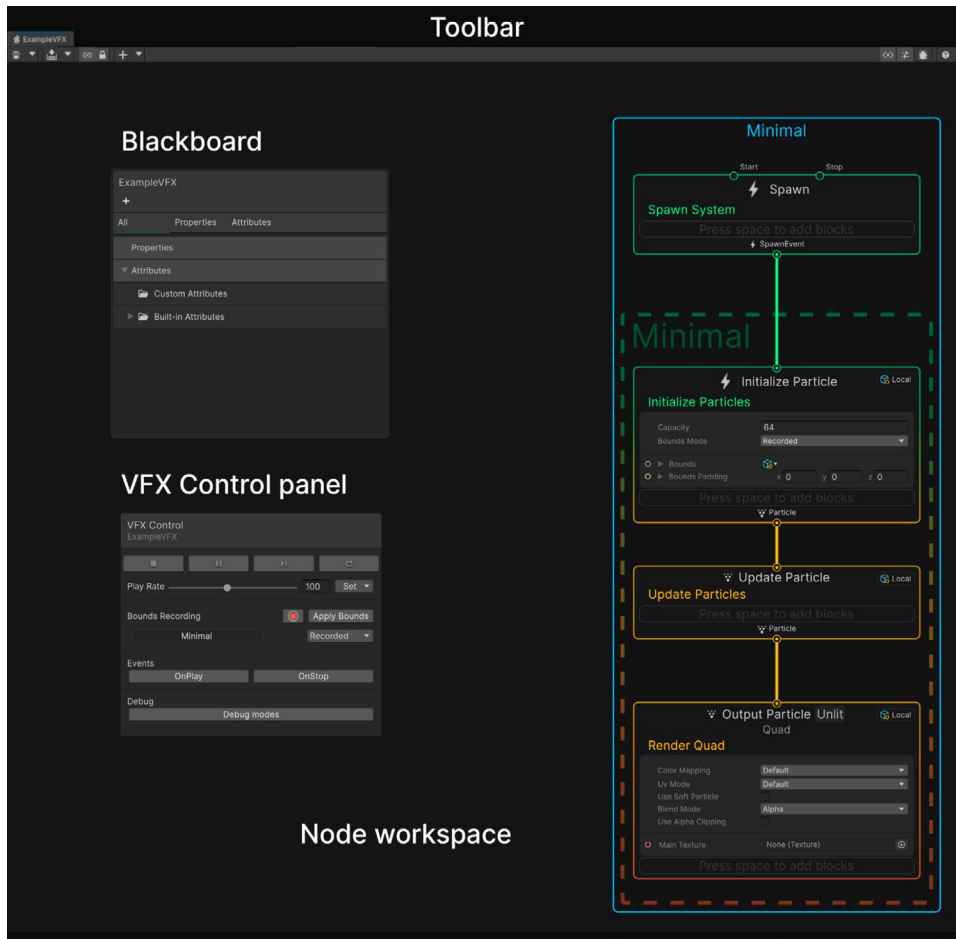 Toolbar
ExampleVFX
Blackboard
ExampleVFX
+
All Properties Attributes
Properties
Attributes
Custom Attributes
Built-in Attributes
VFX Control panel
VFX Control
ExampleVFX
Play Rate 100 Set
Bounds Recording Apply Bounds
Minimal Recorded
Events
OnPlay OnStop
Debug
Debug modes
Node workspace
Minimal
Start Stop
Spawn
Spawn System
Press space to add blocks
SpawnEvent
Minimal
Initialize Particle Local
Initialize Particles
Capacity 64
Bounds Mode Recorded
Bounds
Bounds Padding x 0 y 0 z 0
Press space to add blocks
Particle
Update Particle Local
Update Particles
Press space to add blocks
Particle
Output Particle Unlit Local
Quad
Render Quad
Color Mapping Default
Uv Mode Default
Use Soft Particle
Blend Mode Alpha
Use Alpha Clipping
Main Texture None (Texture)
Press space to add blocks